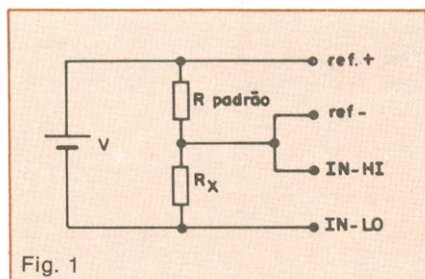 ref.+
R padrão
ref-
V
IN-HI
Rx
IN-LO
Fig. 1